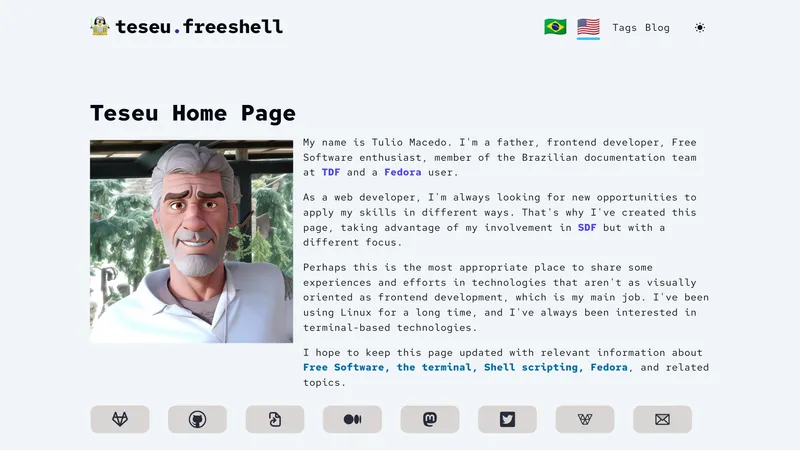 teseu.freeshell
Tags Blog
Teseu Home Page
My name is Tulio Macedo. I'm a father, frontend developer, Free
Software enthusiast, member of the Brazilian documentation team
at TDF and a Fedora user.
As a web developer, I'm always looking for new opportunities to
apply my skills in different ways. That's why I've created this
page, taking advantage of my involvement in SDF but with a
different focus.
Perhaps this is the most appropriate place to share some
experiences and efforts in technologies that aren't as visually
oriented as frontend development, which is my main job. I've been
using Linux for a long time, and I've always been interested in
terminal-based technologies.
I hope to keep this page updated with relevant information about
Free Software, the terminal, Shell scripting, Fedora, and related
topics.